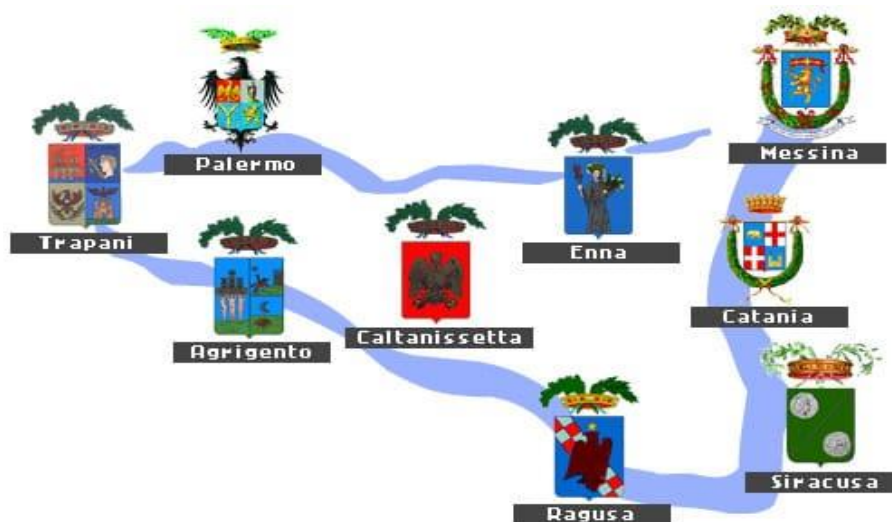 Palermo
Messina
Trapani
Enna
Catania
Agrigento
Caltanissetta
Siracusa
Ragusa